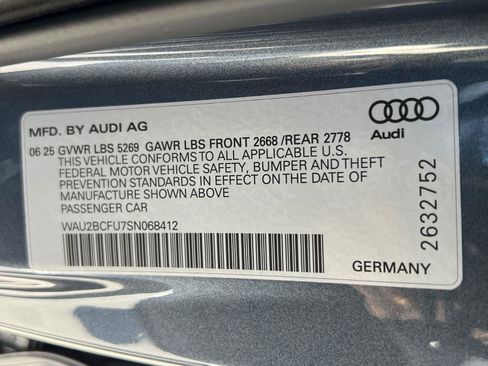 MFD. BY AUDI AG
06 25 GVWR LBS 5269 GAWR LBS FRONT 2668 /REAR 2778
THIS VEHICLE CONFORMS TO ALL APPLICABLE U.S.
FEDERAL MOTOR VEHICLE SAFETY, BUMPER AND THEFT
PREVENTION STANDARDS IN EFFECT ON THE DATE OF
MANUFACTURE SHOWN ABOVE
PASSENGER CAR
WAU2BCFU7SN068412
Audi
2632752
GERMANY